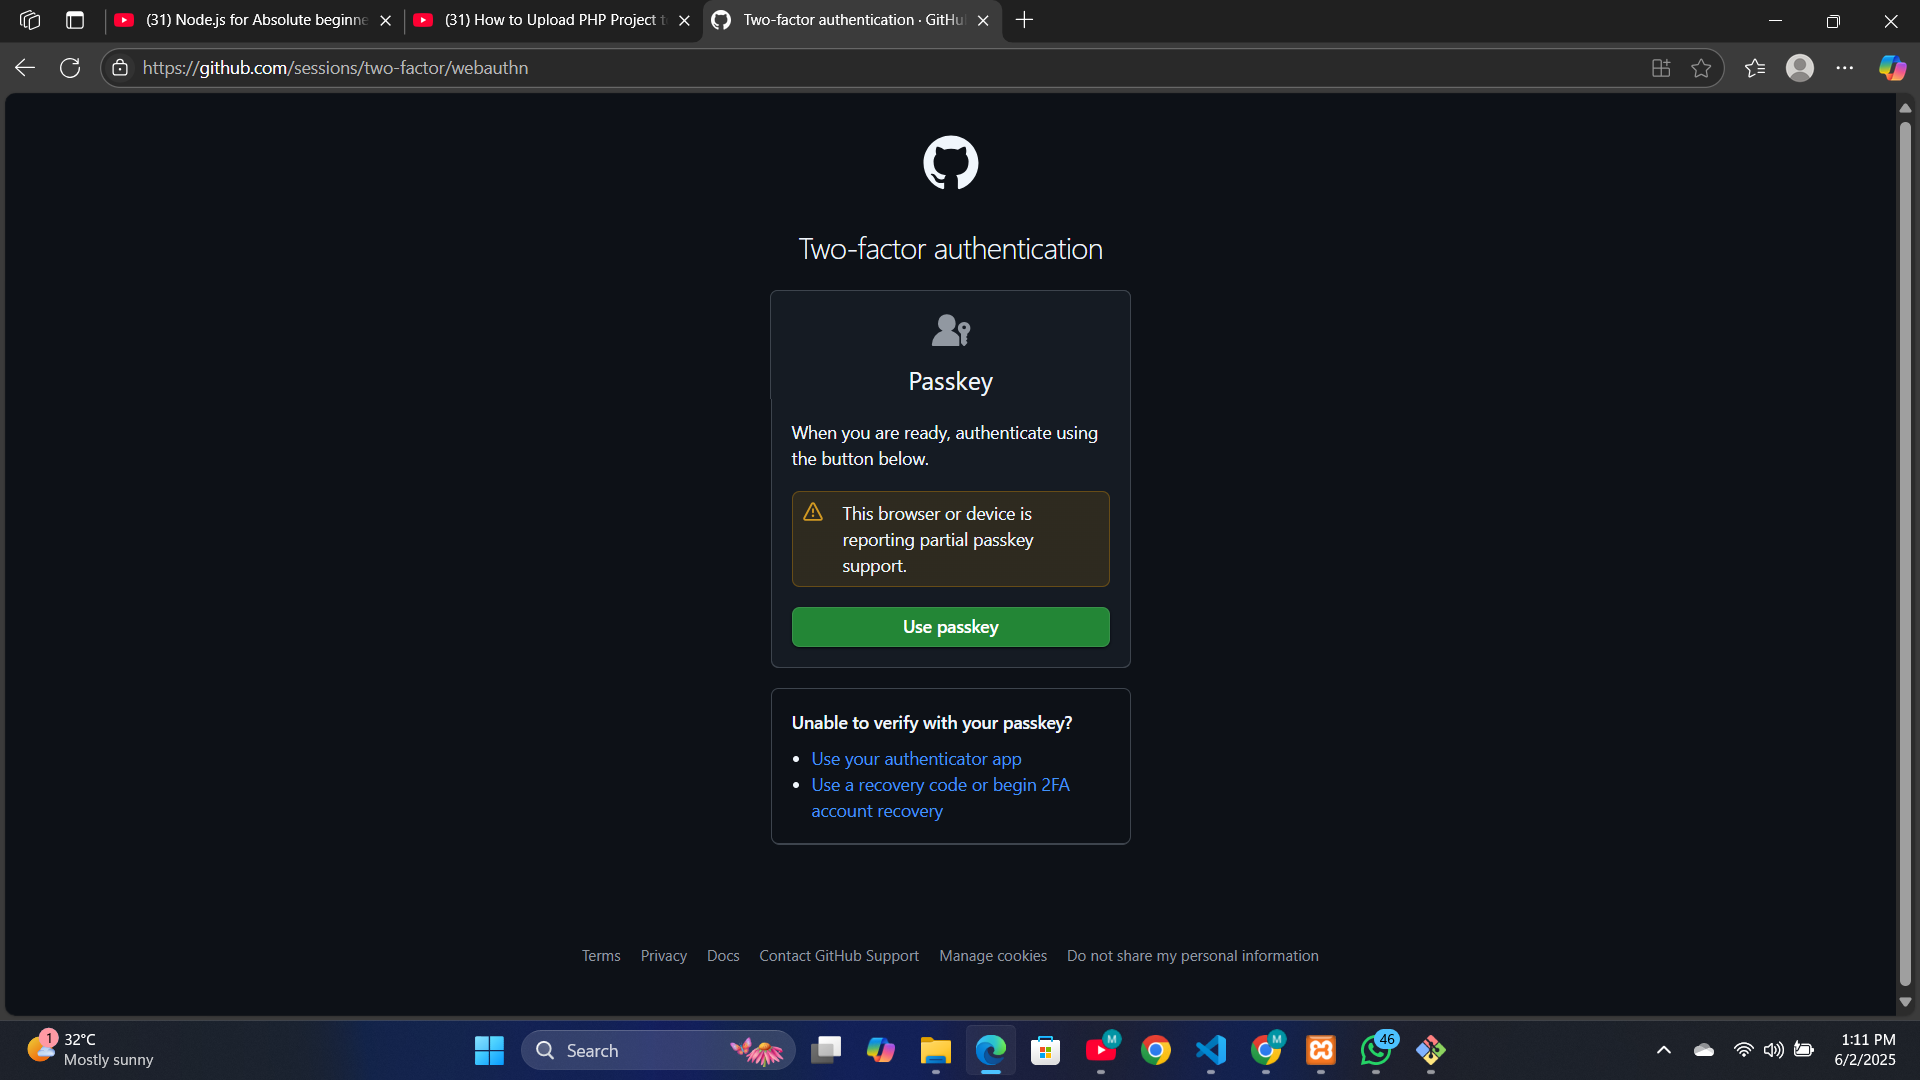 (31) Node.js for Absolute beginne
(31) How to Upload PHP Project t
Two-factor authentication · GitHu
https://github.com/sessions/two-factor/webauthn
Two-factor authentication
Passkey
When you are ready, authenticate using
the button below.
This browser or device is
reporting partial passkey
support.
Use passkey
Unable to verify with your passkey?
Use your authenticator app
Use a recovery code or begin 2FA
account recovery
Terms Privacy Docs Contact GitHub Support Manage cookies Do not share my personal information
1
32°C
Mostly sunny
Search
M
M
46
1:11 PM
6/2/2025